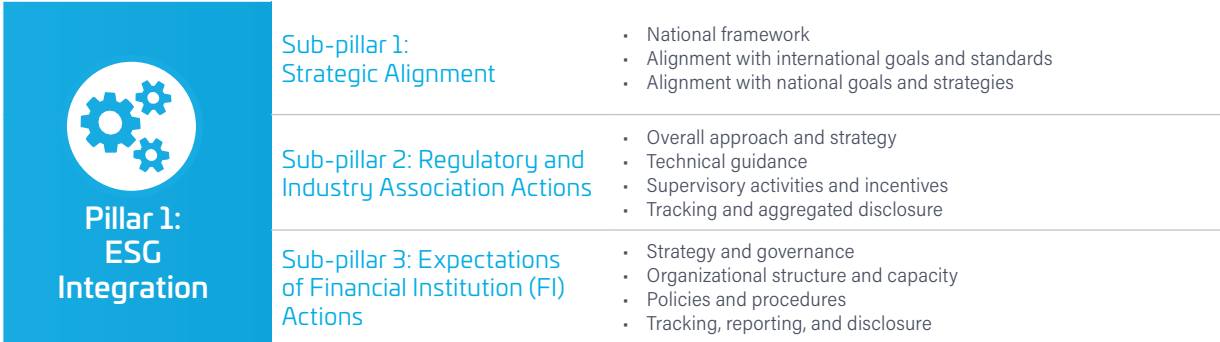 Pillar 1:
ESG
Integration
Sub-pillar 1:
Strategic Alignment
• National framework
• Alignment with international goals and standards
• Alignment with national goals and strategies
Sub-pillar 2: Regulatory and
Industry Association Actions
• Overall approach and strategy
• Technical guidance
• Supervisory activities and incentives
• Tracking and aggregated disclosure
Sub-pillar 3: Expectations
of Financial Institution (FI)
Actions
• Strategy and governance
• Organizational structure and capacity
• Policies and procedures
• Tracking, reporting, and disclosure